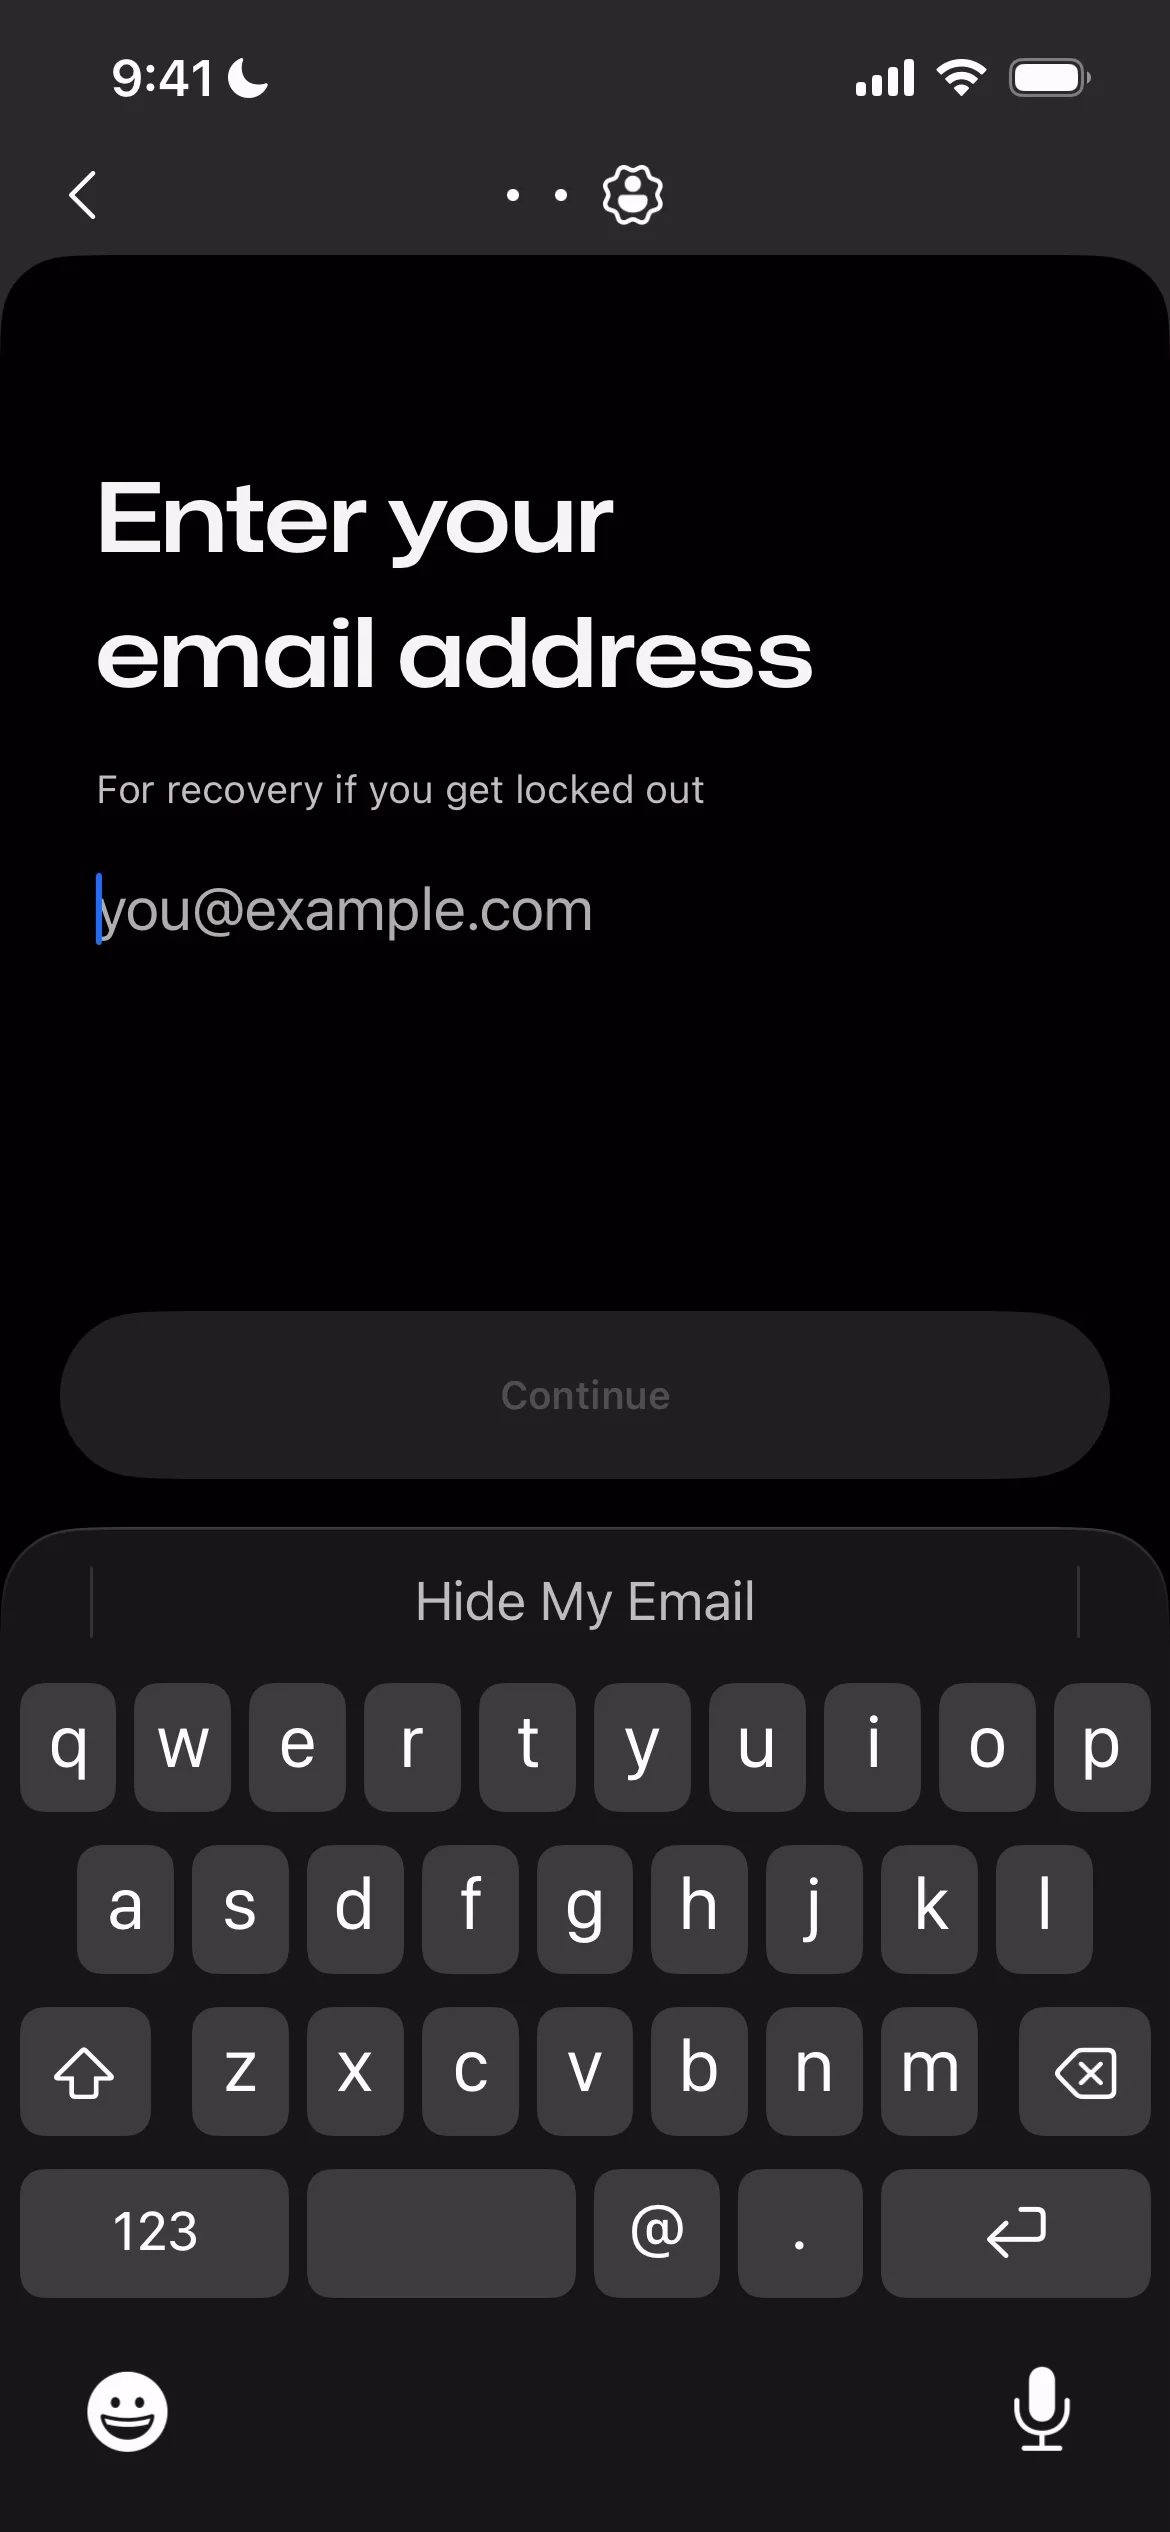 9:41
Enter your
email address
For recovery if you get locked out
you@example.com
Continue
Hide My Email
q w e r t y u i o p
a s d f g h j k l
z x c v b n m
123 @ .